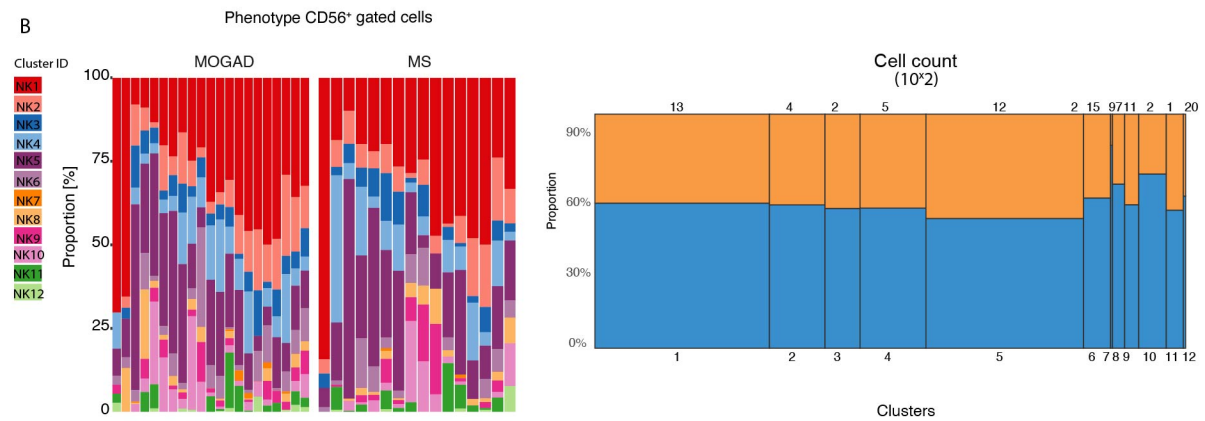 B
Phenotype CD56⁺ gated cells
Cluster ID
MOGAD
MS
NK1
NK2
NK3
NK4
NK5
NK6
NK7
NK8
NK9
NK10
NK11
NK12
Proportion [%]
100
75
50
25
0
Cell count
(10ˣ2)
13 4 2 5 12 2 15 97 11 2 1 20
Proportion
90%
60%
30%
0%
1 2 3 4 5 6 7 8 9 10 11 12
Clusters